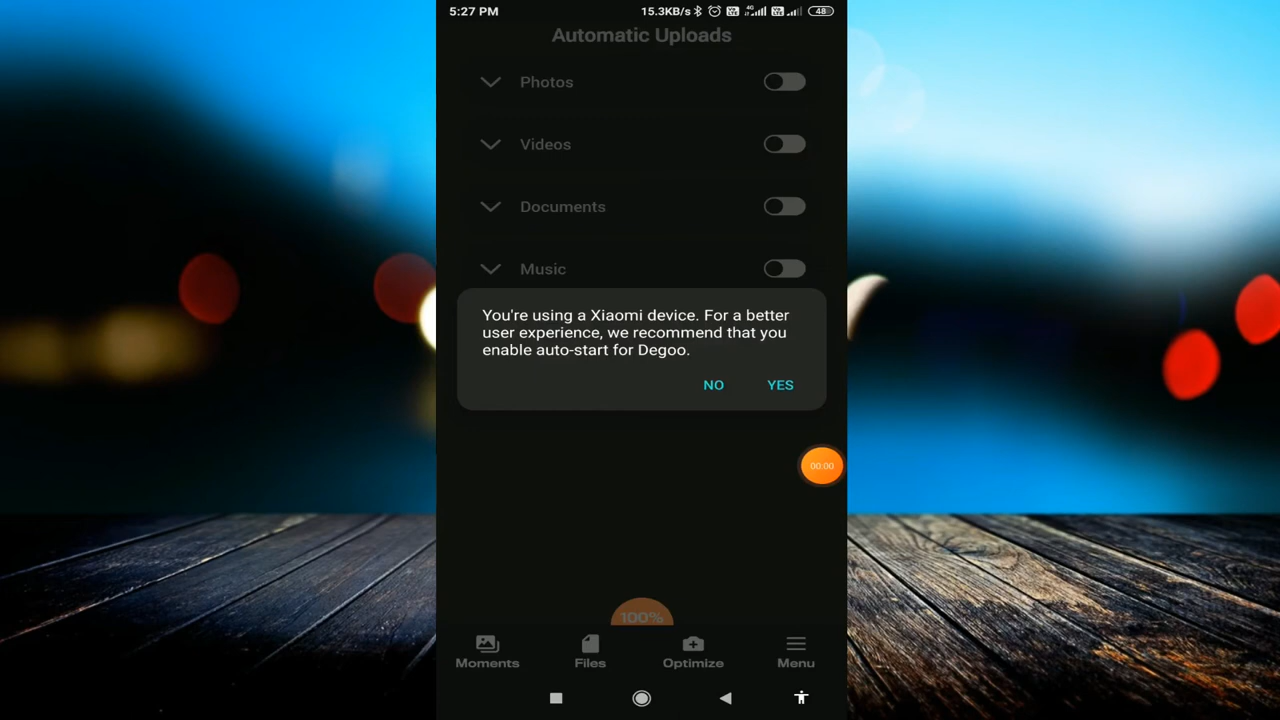 5:27 PM 15.3KB/s 4G 48
Automatic Uploads
Photos
Videos
Documents
Music
You're using a Xiaomi device. For a better
user experience, we recommend that you
enable auto-start for Degoo.
NO YES
00:00
100%
Moments Files Optimize Menu